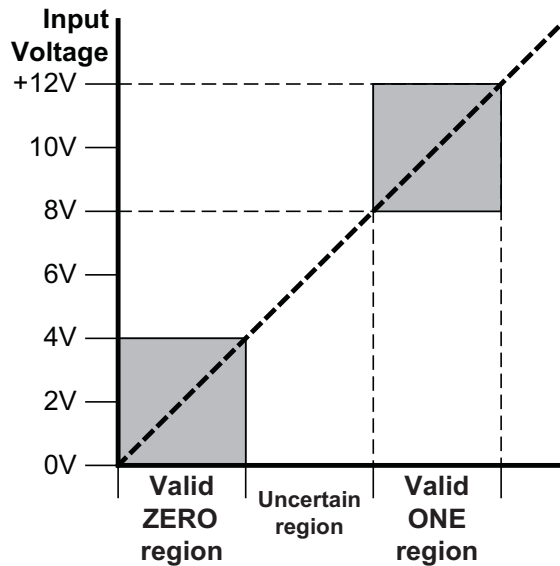 Input
Voltage
+12V
10V
8V
6V
4V
2V
0V
Valid
ZERO
region
Uncertain
region
Valid
ONE
region